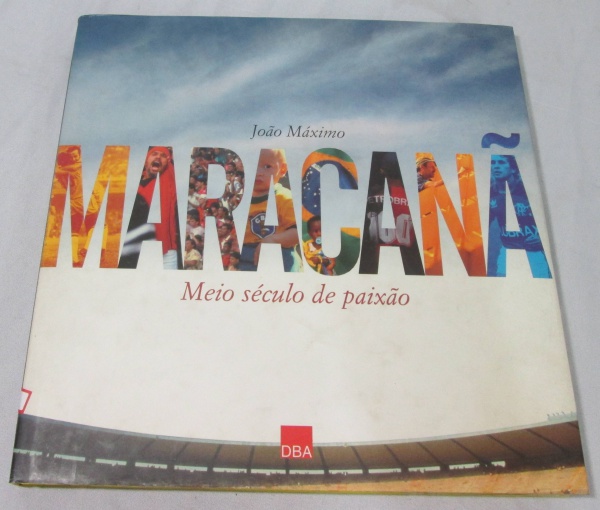 João Máximo
MARACANÃ
Meio século de paixão
DBA